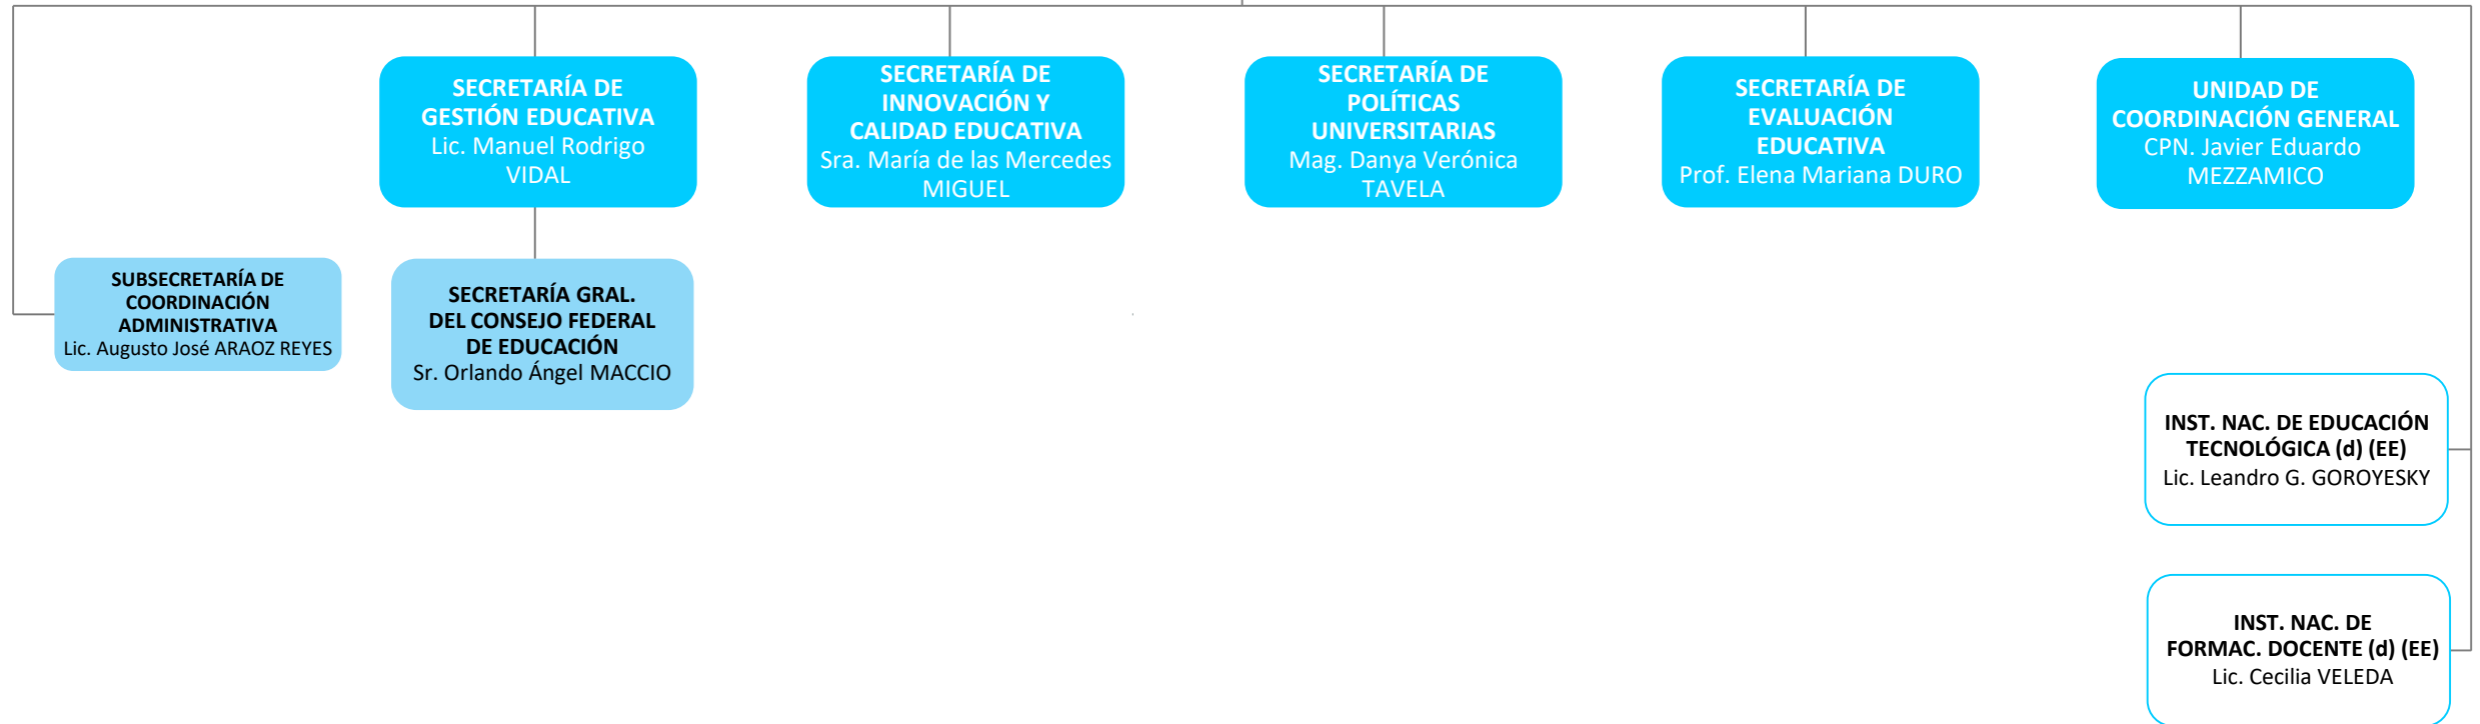 SECRETARÍA DE
GESTIÓN EDUCATIVA
Lic. Manuel Rodrigo
VIDAL
SECRETARÍA DE
INNOVACIÓN Y
CALIDAD EDUCATIVA
Sra. María de las Mercedes
MIGUEL
SECRETARÍA DE
POLÍTICAS
UNIVERSITARIAS
Mag. Danya Verónica
TAVELA
SECRETARÍA DE
EVALUACIÓN
EDUCATIVA
Prof. Elena Mariana DURO
UNIDAD DE
COORDINACIÓN GENERAL
CPN. Javier Eduardo
MEZZAMICO
SUBSECRETARÍA DE
COORDINACIÓN
ADMINISTRATIVA
Lic. Augusto José ARAOZ REYES
SECRETARÍA GRAL.
DEL CONSEJO FEDERAL
DE EDUCACIÓN
Sr. Orlando Ángel MACCIO
INST. NAC. DE EDUCACIÓN
TECNOLÓGICA (d) (EE)
Lic. Leandro G. GOROYESKY
INST. NAC. DE
FORMAC. DOCENTE (d) (EE)
Lic. Cecilia VELEDA